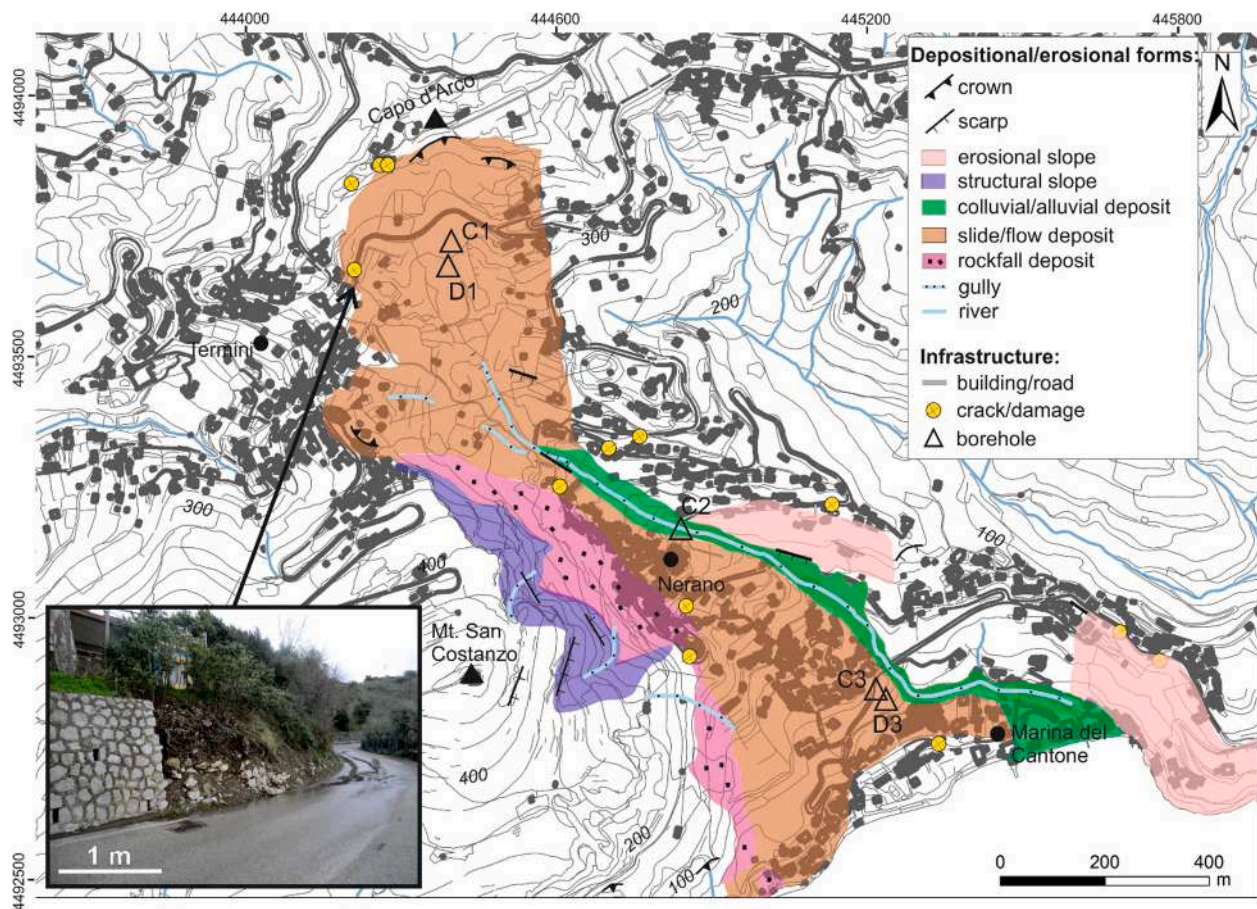 444000
444600
445200
445800
4494000
4493500
4493000
4492500
Depositional/erosional forms:
crown
scarp
erosional slope
structural slope
colluvial/alluvial deposit
slide/flow deposit
rockfall deposit
gully
river
Infrastructure:
building/road
crack/damage
borehole
N
Capo d'Arco
C1
D1
300
200
Termini
300
400
C2
Nerano
100
Mt. San
Costanzo
C3
D3
Marina del
Cantone
400
200
100
1 m
0 200 400
m